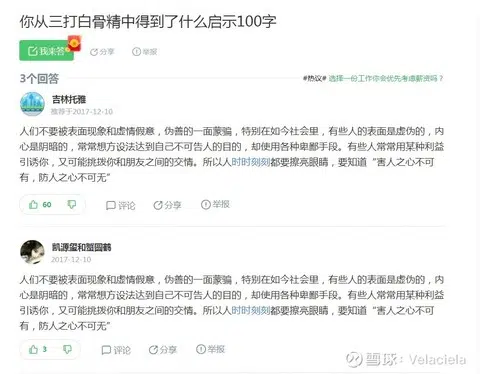 你从三打白骨精中得到了什么启示100字
我来答
分享
举报
3个回答
#热议# 选择一份工作你会优先考虑薪资吗？
吉林托雅
推荐于2017-12-10
人们不要被表面现象和虚情假意，伪善的一面蒙骗，特别在如今社会里，有些人的表面是虚伪的，内
心是阴暗的，常常想方设法达到自己不可告人的目的，却使用各种卑鄙手段。有些人常常用某种利益
引诱你，又可能挑拨你和朋友之间的交情。所以人时时刻刻都要擦亮眼睛，要知道“害人之心不可
有，防人之心不可无”
60
评论
分享
举报
凯源玺和蟹圆鹤
2017-12-10
人们不要被表面现象和虚情假意，伪善的一面蒙骗，特别在如今社会里，有些人的表面是虚伪的，内
心是阴暗的，常常想方设法达到自己不可告人的目的，却使用各种卑鄙手段。有些人常常用某种利益
引诱你，又可能挑拨你和朋友之间的交情。所以人时时刻刻都要擦亮眼睛，要知道“害人之心不可
有，防人之心不可无”
3
评论
分享
举报
雪球：Velaciela